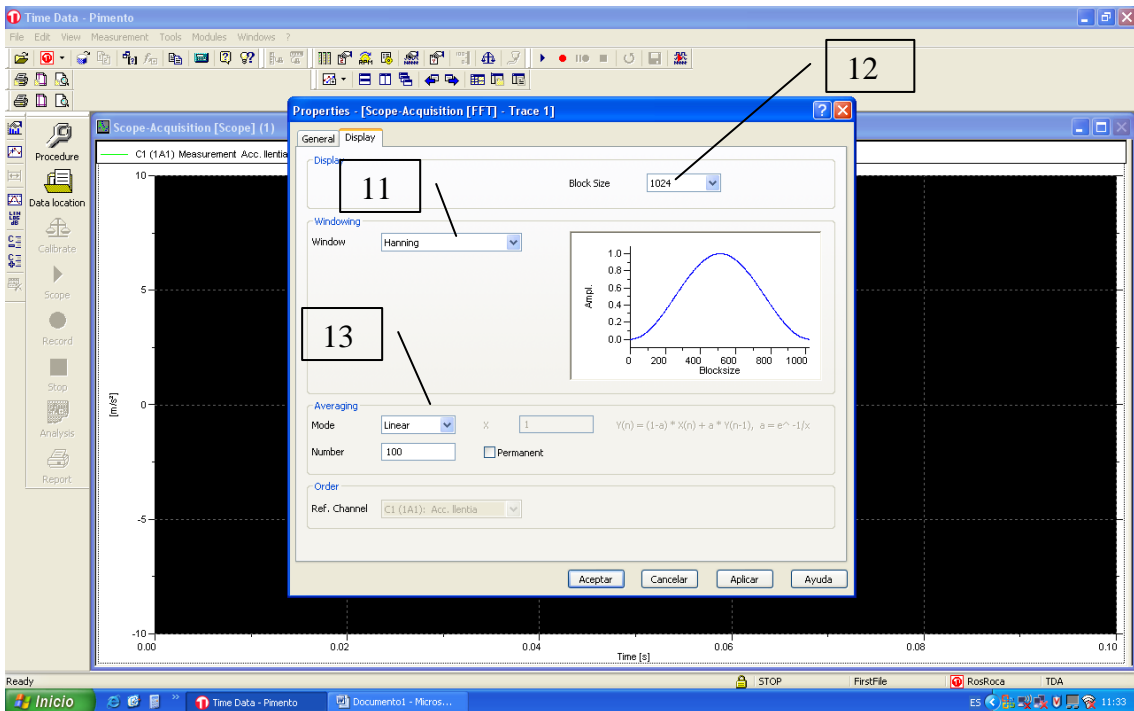 Time Data - Pimento
File Edit View Measurement Tools Modules Windows ?
12
Properties - [Scope-Acquisition [FFT] - Trace 1]
Scope-Acquisition [Scope] (1)
General Display
Procedure
C1 (1A1) Measurement Acc. llentia
Display
Block Size 1024
11
10
Data location
Windowing
Window Hanning
Calibrate
1.0
0.8
0.6
0.4
0.2
0.0
Ampl.
0 200 400 600 800 1000
Blocksize
5
Scope
13
Record
Stop
[m/s²]
0
Averaging
Mode Linear X 1 Y(n) = (1-a) * X(n) + a * Y(n-1), a = e^ -1/x
Analysis
Number 100 Permanent
Report
Order
Ref. Channel C1 (1A1): Acc. llentia
-5
Aceptar Cancelar Aplicar Ayuda
-10
0.00 0.02 0.04 0.06 0.08 0.10
Time [s]
Ready STOP FirstFile RosRoca TDA
Inicio Time Data - Pimento Documento1 - Micros... ES 11:33